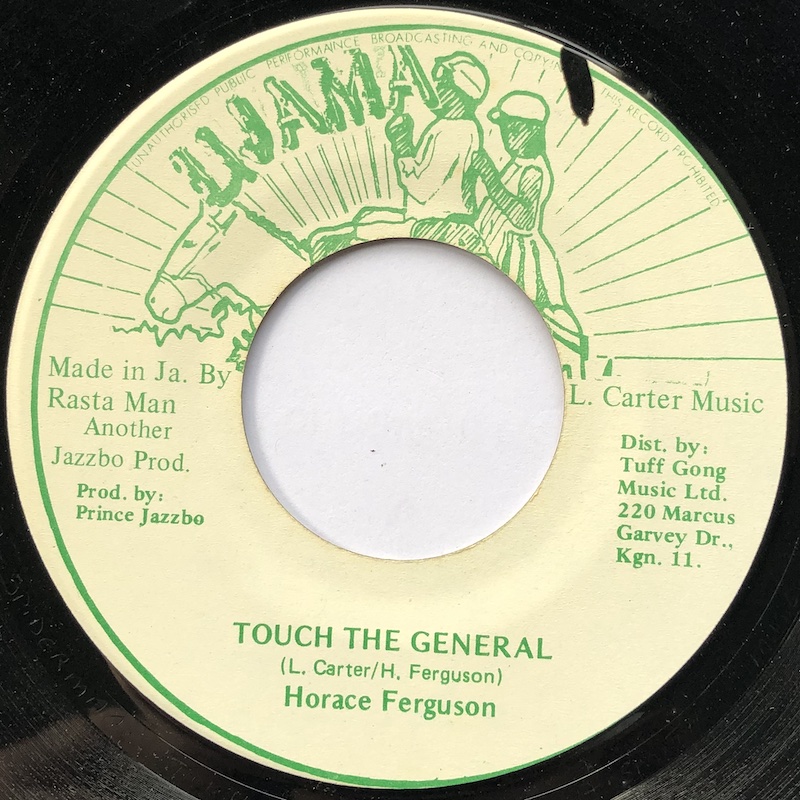 UNAUTHORISED PUBLIC PERFORMANCE BROADCASTING AND COPYIN THIS RECORD PROHIBITED
UJAMA
Made in Ja. By
Rasta Man
Another
Jazzbo Prod.
Prod. by:
Prince Jazzbo
L. Carter Music
Dist. by:
Tuff Gong
Music Ltd.
220 Marcus
Garvey Dr.,
Kgn. 11.
TOUCH THE GENERAL
(L. Carter/H. Ferguson)
Horace Ferguson